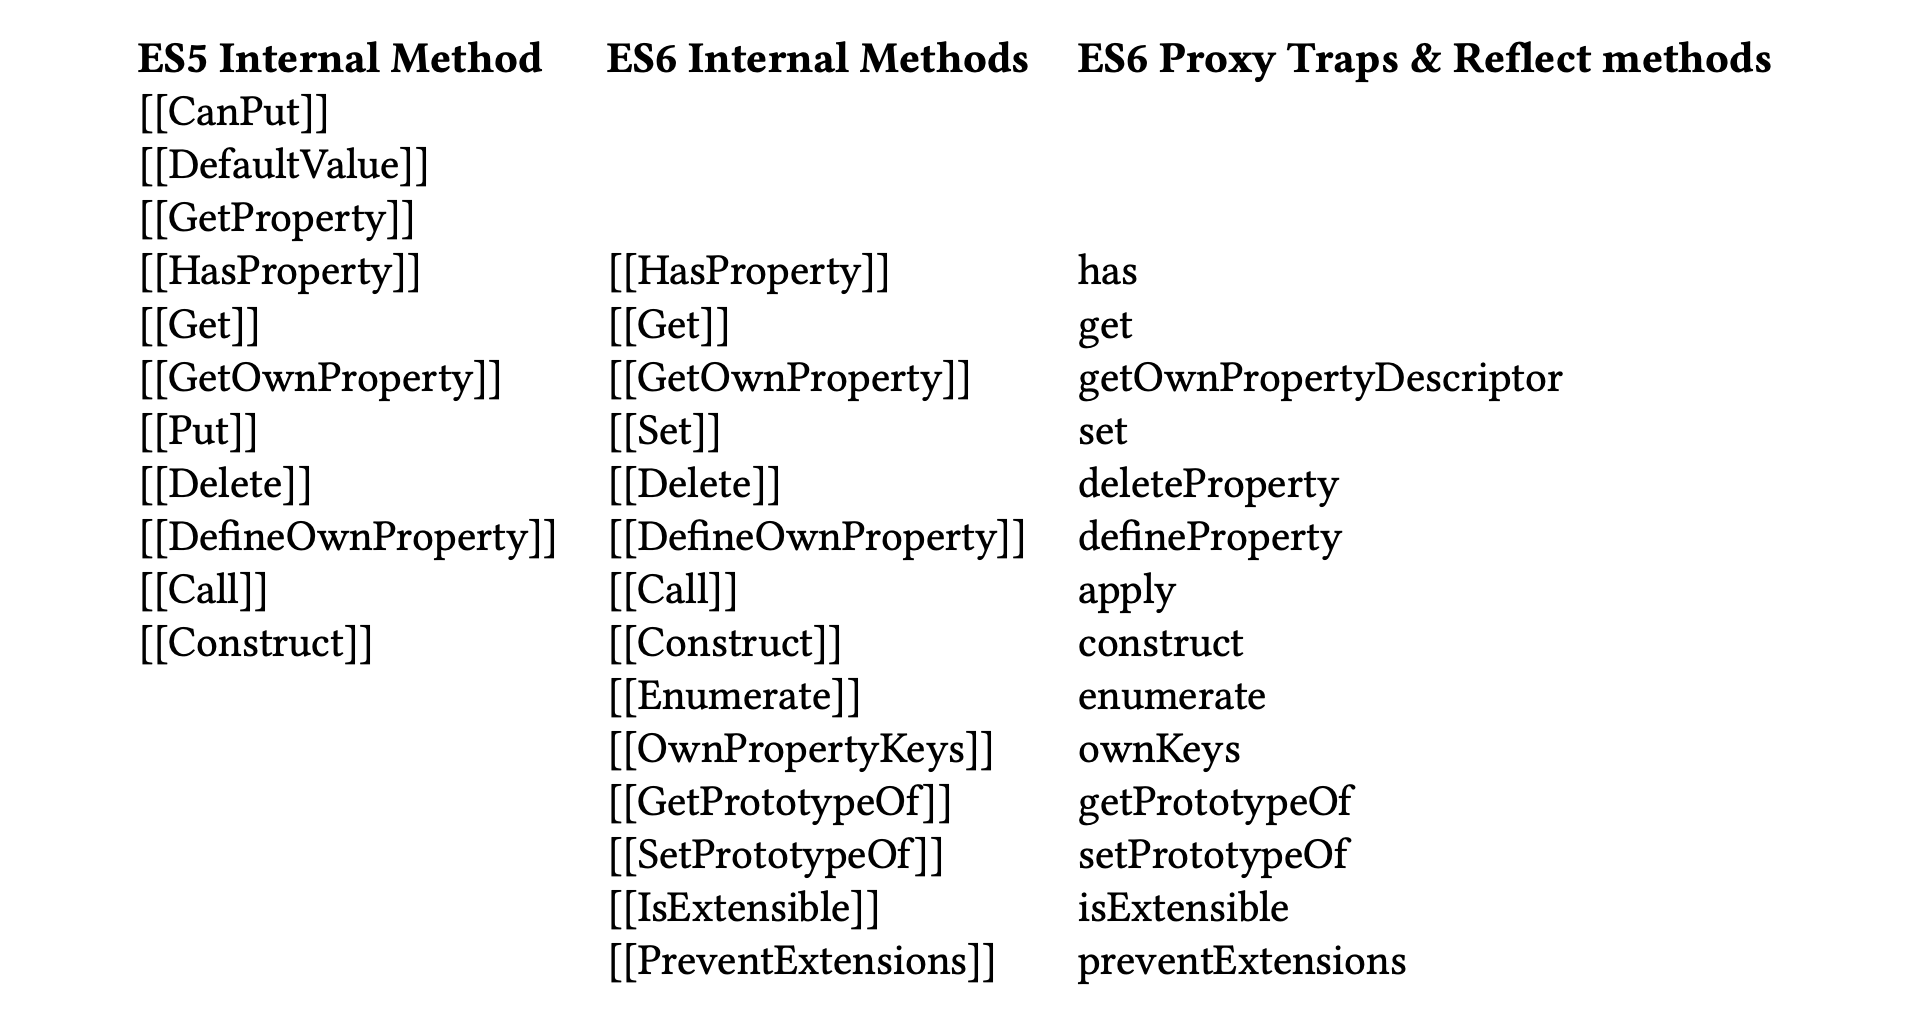 ES5 Internal Method ES6 Internal Methods ES6 Proxy Traps & Reflect methods
[[CanPut]]
[[DefaultValue]]
[[GetProperty]]
[[HasProperty]] [[HasProperty]] has
[[Get]] [[Get]] get
[[GetOwnProperty]] [[GetOwnProperty]] getOwnPropertyDescriptor
[[Put]] [[Set]] set
[[Delete]] [[Delete]] deleteProperty
[[DefineOwnProperty]] [[DefineOwnProperty]] defineProperty
[[Call]] [[Call]] apply
[[Construct]] [[Construct]] construct
[[Enumerate]] enumerate
[[OwnPropertyKeys]] ownKeys
[[GetPrototypeOf]] getPrototypeOf
[[SetPrototypeOf]] setPrototypeOf
[[IsExtensible]] isExtensible
[[PreventExtensions]] preventExtensions